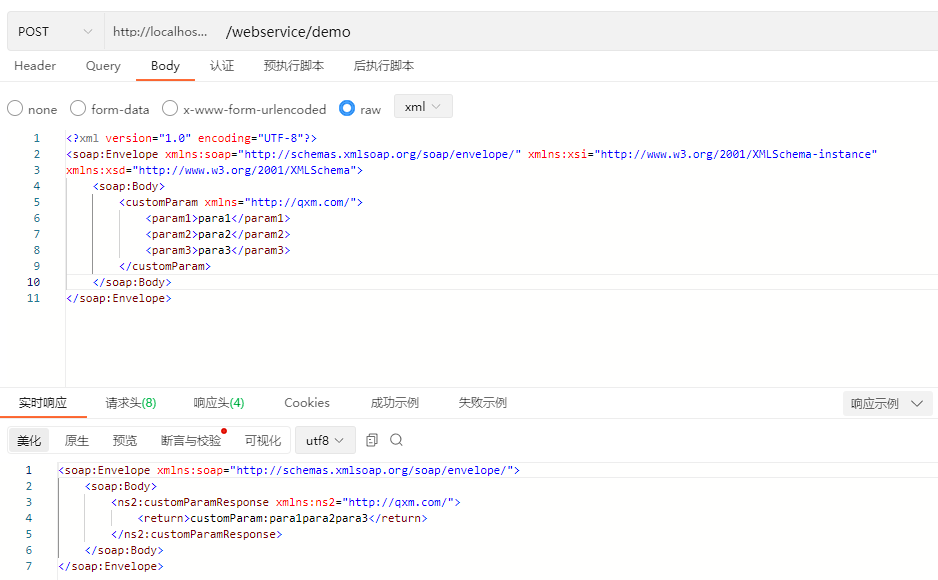 POST http://localhos... /webservice/demo
Header Query Body 认证 预执行脚本 后执行脚本
none form-data x-www-form-urlencoded raw xml
1 <?xml version="1.0" encoding="UTF-8"?>
2 <soap:Envelope xmlns:soap="http://schemas.xmlsoap.org/soap/envelope/" xmlns:xsi="http://www.w3.org/2001/XMLSchema-instance"
3 xmlns:xsd="http://www.w3.org/2001/XMLSchema">
4 <soap:Body>
5 <customParam xmlns="http://qxm.com/">
6 <param1>para1</param1>
7 <param2>para2</param2>
8 <param3>para3</param3>
9 </customParam>
10 </soap:Body>
11 </soap:Envelope>
实时响应 请求头(8) 响应头(4) Cookies 成功示例 失败示例 响应示例
美化 原生 预览 断言与校验 可视化 utf8
1 <soap:Envelope xmlns:soap="http://schemas.xmlsoap.org/soap/envelope/">
2 <soap:Body>
3 <ns2:customParamResponse xmlns:ns2="http://qxm.com/">
4 <return>customParam:para1para2para3</return>
5 </ns2:customParamResponse>
6 </soap:Body>
7 </soap:Envelope>